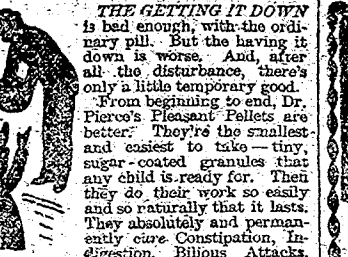 THE GETTING IT DOWN
is bad enough, with the ordi-
nary pill. But the having it
down is worse. And, after
all the disturbance, there's
only a little temporary good.
From beginning to end, Dr.
Pierce's Pleasant Pellets are
better. They're the smallest
and easiest to take — tiny,
sugar-coated granules that
any child is ready for. Then
they do their work so easily
and so naturally that it lasts.
They absolutely and perman-
ently cure Constipation, In-
digestion, Bilious Attacks,